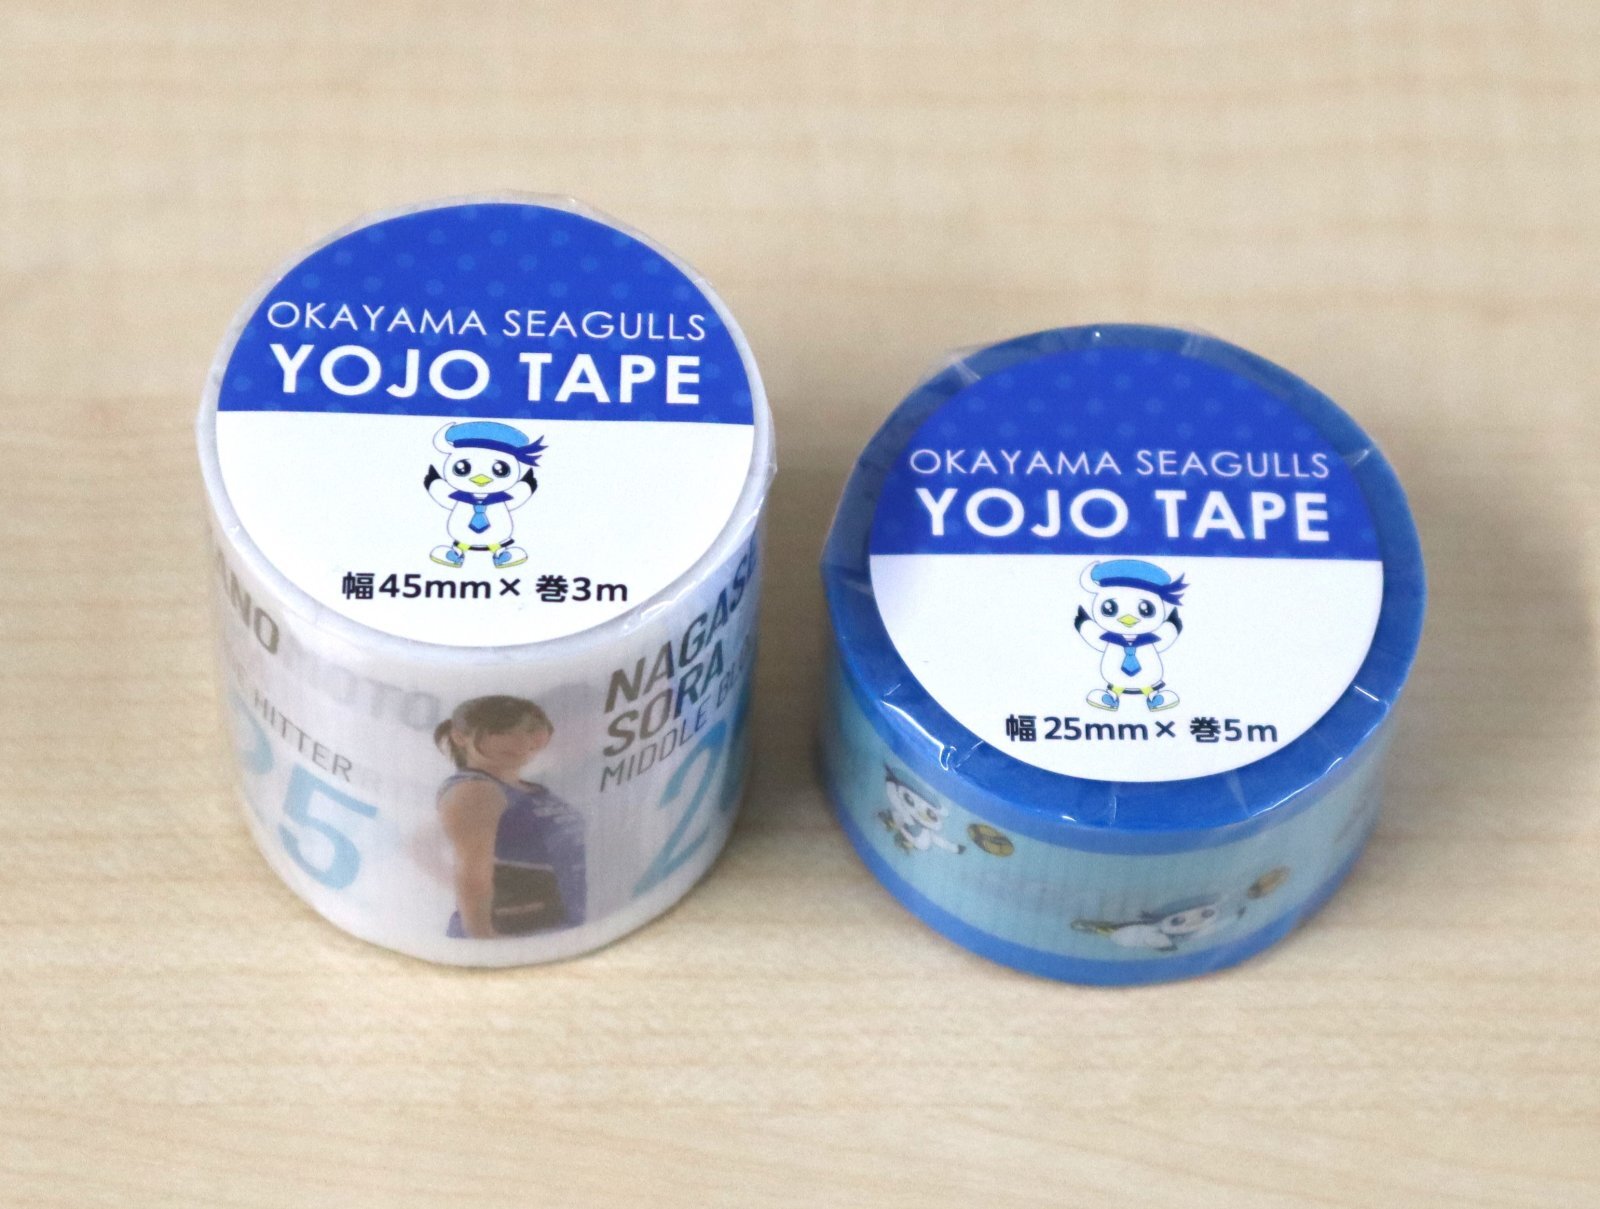 OKAYAMA SEAGULLS
YOJO TAPE
幅45mm× 巻3m
HITTER
25
NAGAS
SORA
MIDDLE BL
OKAYAMA SEAGULLS
YOJO TAPE
幅25mm× 巻5m